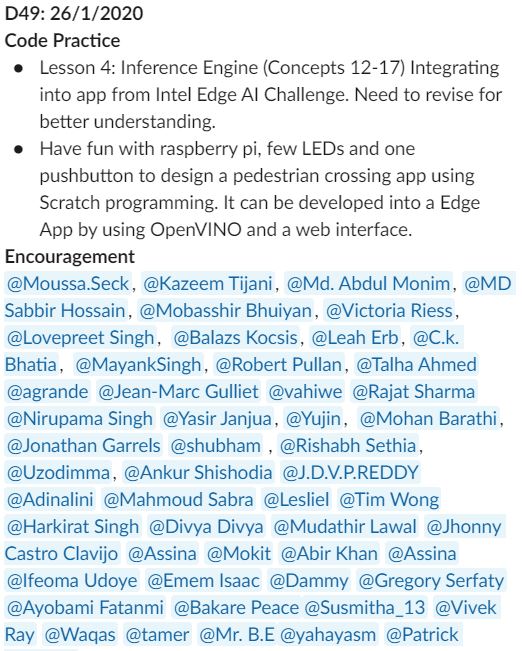 D49: 26/1/2020
Code Practice
● Lesson 4: Inference Engine (Concepts 12-17) Integrating
into app from Intel Edge AI Challenge. Need to revise for
better understanding.
● Have fun with raspberry pi, few LEDs and one
pushbutton to design a pedestrian crossing app using
Scratch programming. It can be developed into a Edge
App by using OpenVINO and a web interface.
Encouragement
@Moussa.Seck, @Kazeem Tijani, @Md. Abdul Monim, @MD
Sabbir Hossain, @Mobasshir Bhuiyan, @Victoria Riess,
@Lovepreet Singh, @Balazs Kocsis, @Leah Erb, @C.k.
Bhatia, @MayankSingh, @Robert Pullan, @Talha Ahmed
@agrande @Jean-Marc Gulliet @vahiwe @Rajat Sharma
@Nirupama Singh @Yasir Janjua, @Yujin, @Mohan Barathi,
@Jonathan Garrels @shubham , @Rishabh Sethia,
@Uzodimma, @Ankur Shishodia @J.D.V.P.REDDY
@Adinalini @Mahmoud Sabra @Lesliel @Tim Wong
@Harkirat Singh @Divya Divya @Mudathir Lawal @Jhonny
Castro Clavijo @Assina @Mokit @Abir Khan @Assina
@Ifeoma Udoye @Emem Isaac @Dammy @Gregory Serfaty
@Ayobami Fatanmi @Bakare Peace @Susmitha_13 @Vivek
Ray @Waqas @tamer @Mr. B.E @yahayasm @Patrick